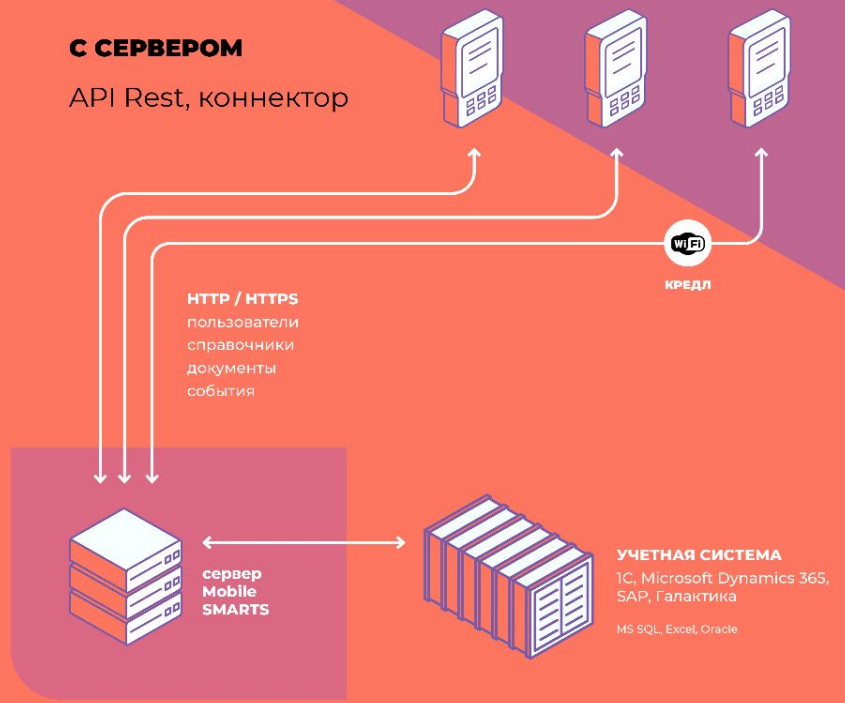 С СЕРВЕРОМ
API Rest, коннектор
WiFi
КРЕДЛ
HTTP / HTTPS
пользователи
справочники
документы
события
сервер
Mobile
SMARTS
УЧЕТНАЯ СИСТЕМА
1C, Microsoft Dynamics 365,
SAP, Галактика
MS SQL, Excel, Oracle